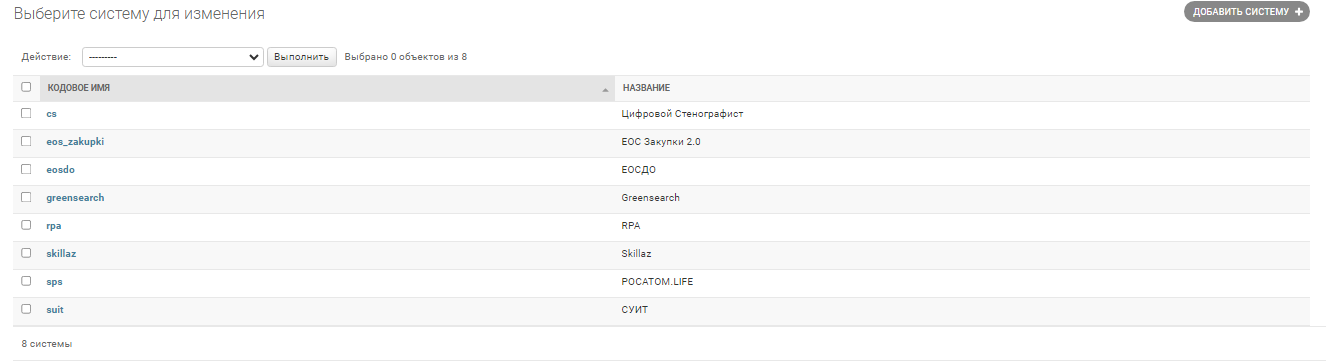 Выберите систему для изменения
ДОБАВИТЬ СИСТЕМУ +
Действие: --------- Выполнить Выбрано 0 объектов из 8
КОДОВОЕ ИМЯ НАЗВАНИЕ
cs Цифровой Стенографист
eos_zakupki ЕОС Закупки 2.0
eosdo ЕОСДО
greensearch Greensearch
rpa RPA
skillaz Skillaz
sps РОСАТОМ.LIFE
suit СУИТ
8 системы